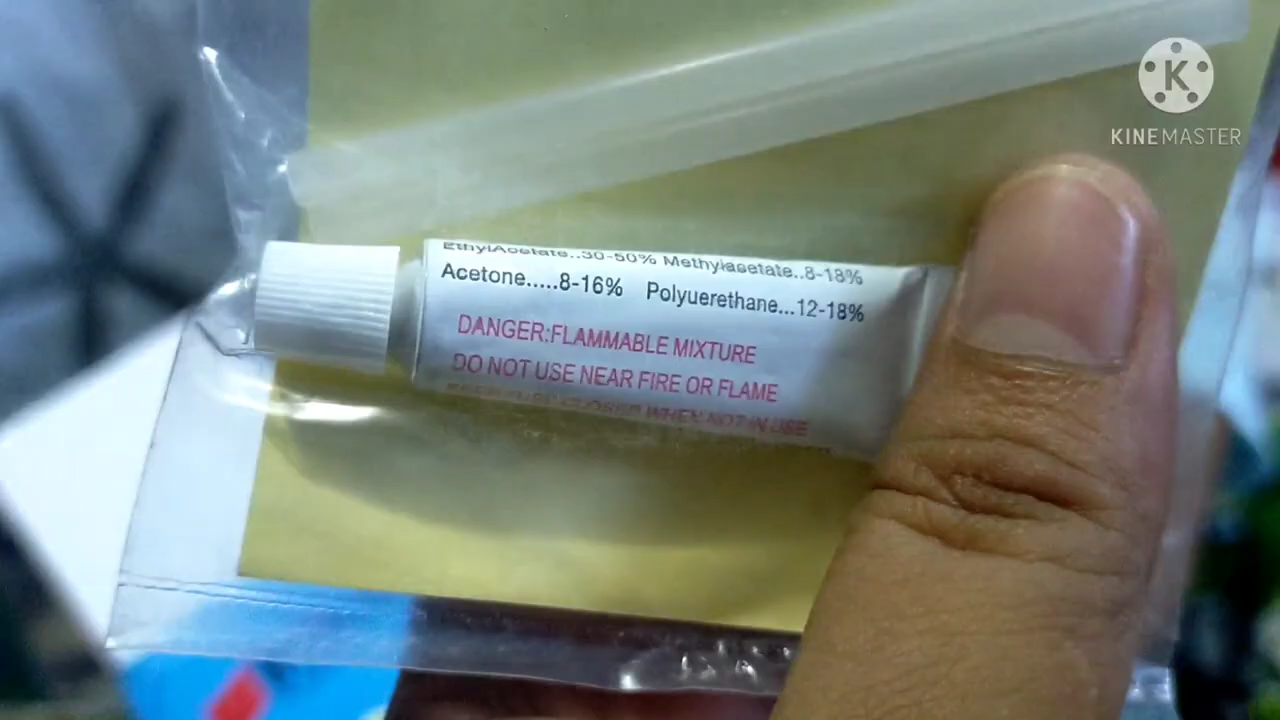 EthylAcetate..30-50% Methylasetate..8-18%
Acetone.....8-16% Polyuerethane...12-18%
DANGER:FLAMMABLE MIXTURE
DO NOT USE NEAR FIRE OR FLAME
CLOSED WHEN NOT IN USE
K
KINEMASTER